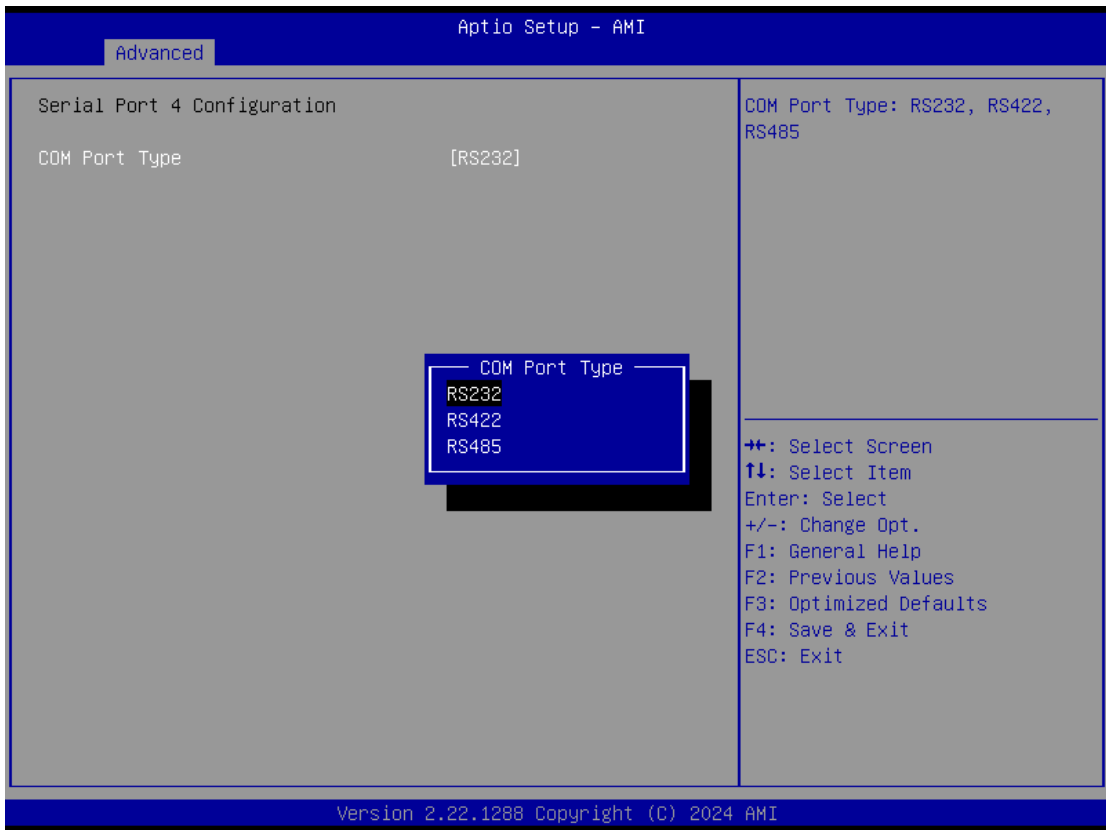 Aptio Setup – AMI
Advanced
Serial Port 4 Configuration
COM Port Type [RS232]
COM Port Type: RS232, RS422,
RS485
COM Port Type
RS232
RS422
RS485
→←: Select Screen
↑↓: Select Item
Enter: Select
+/-: Change Opt.
F1: General Help
F2: Previous Values
F3: Optimized Defaults
F4: Save & Exit
ESC: Exit
Version 2.22.1288 Copyright (C) 2024 AMI